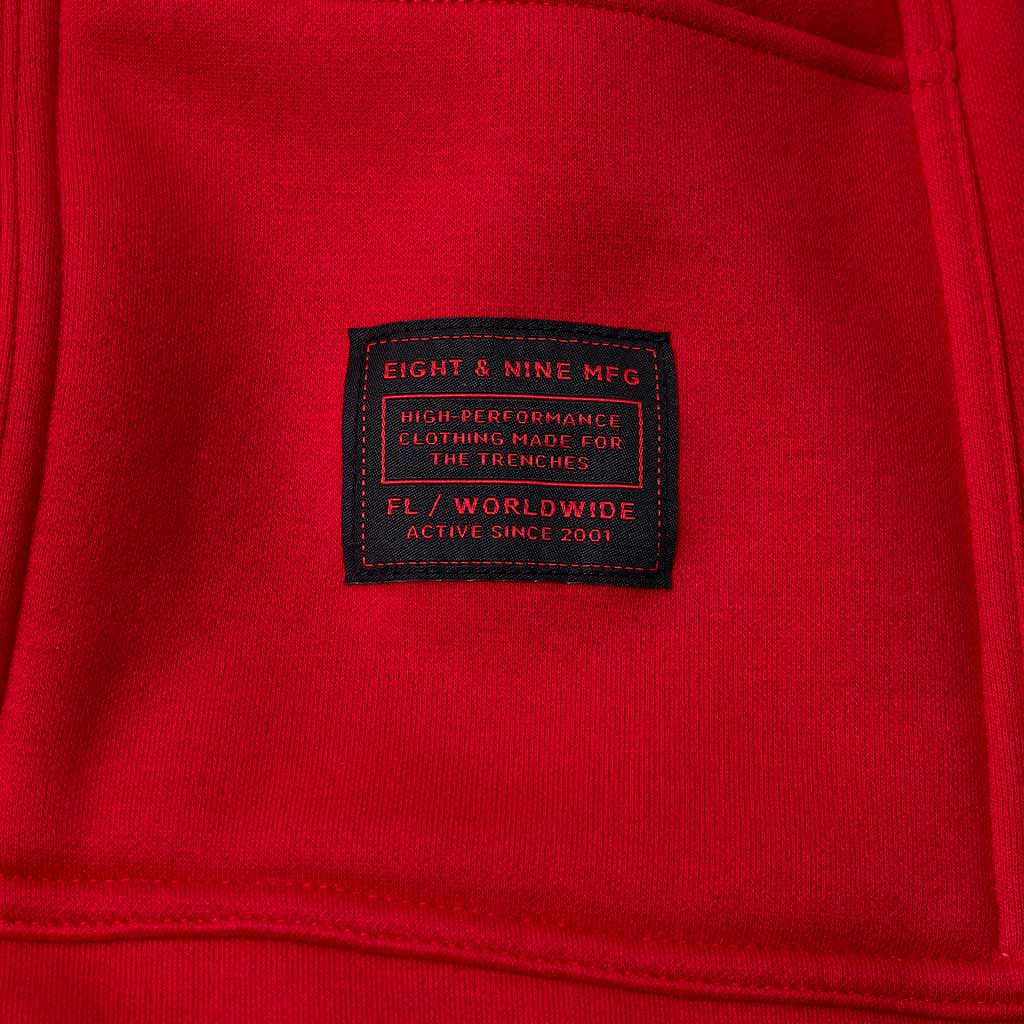 EIGHT & NINE MFG
HIGH-PERFORMANCE
CLOTHING MADE FOR
THE TRENCHES
FL / WORLDWIDE
ACTIVE SINCE 2001